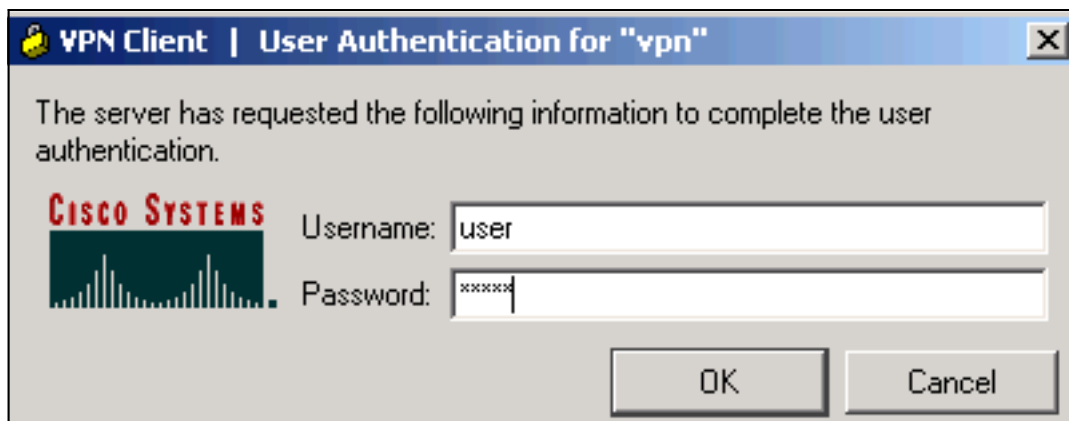 VPN Client | User Authentication for "vpn"
The server has requested the following information to complete the user
authentication.
CISCO SYSTEMS
Username: user
Password: *****
OK Cancel